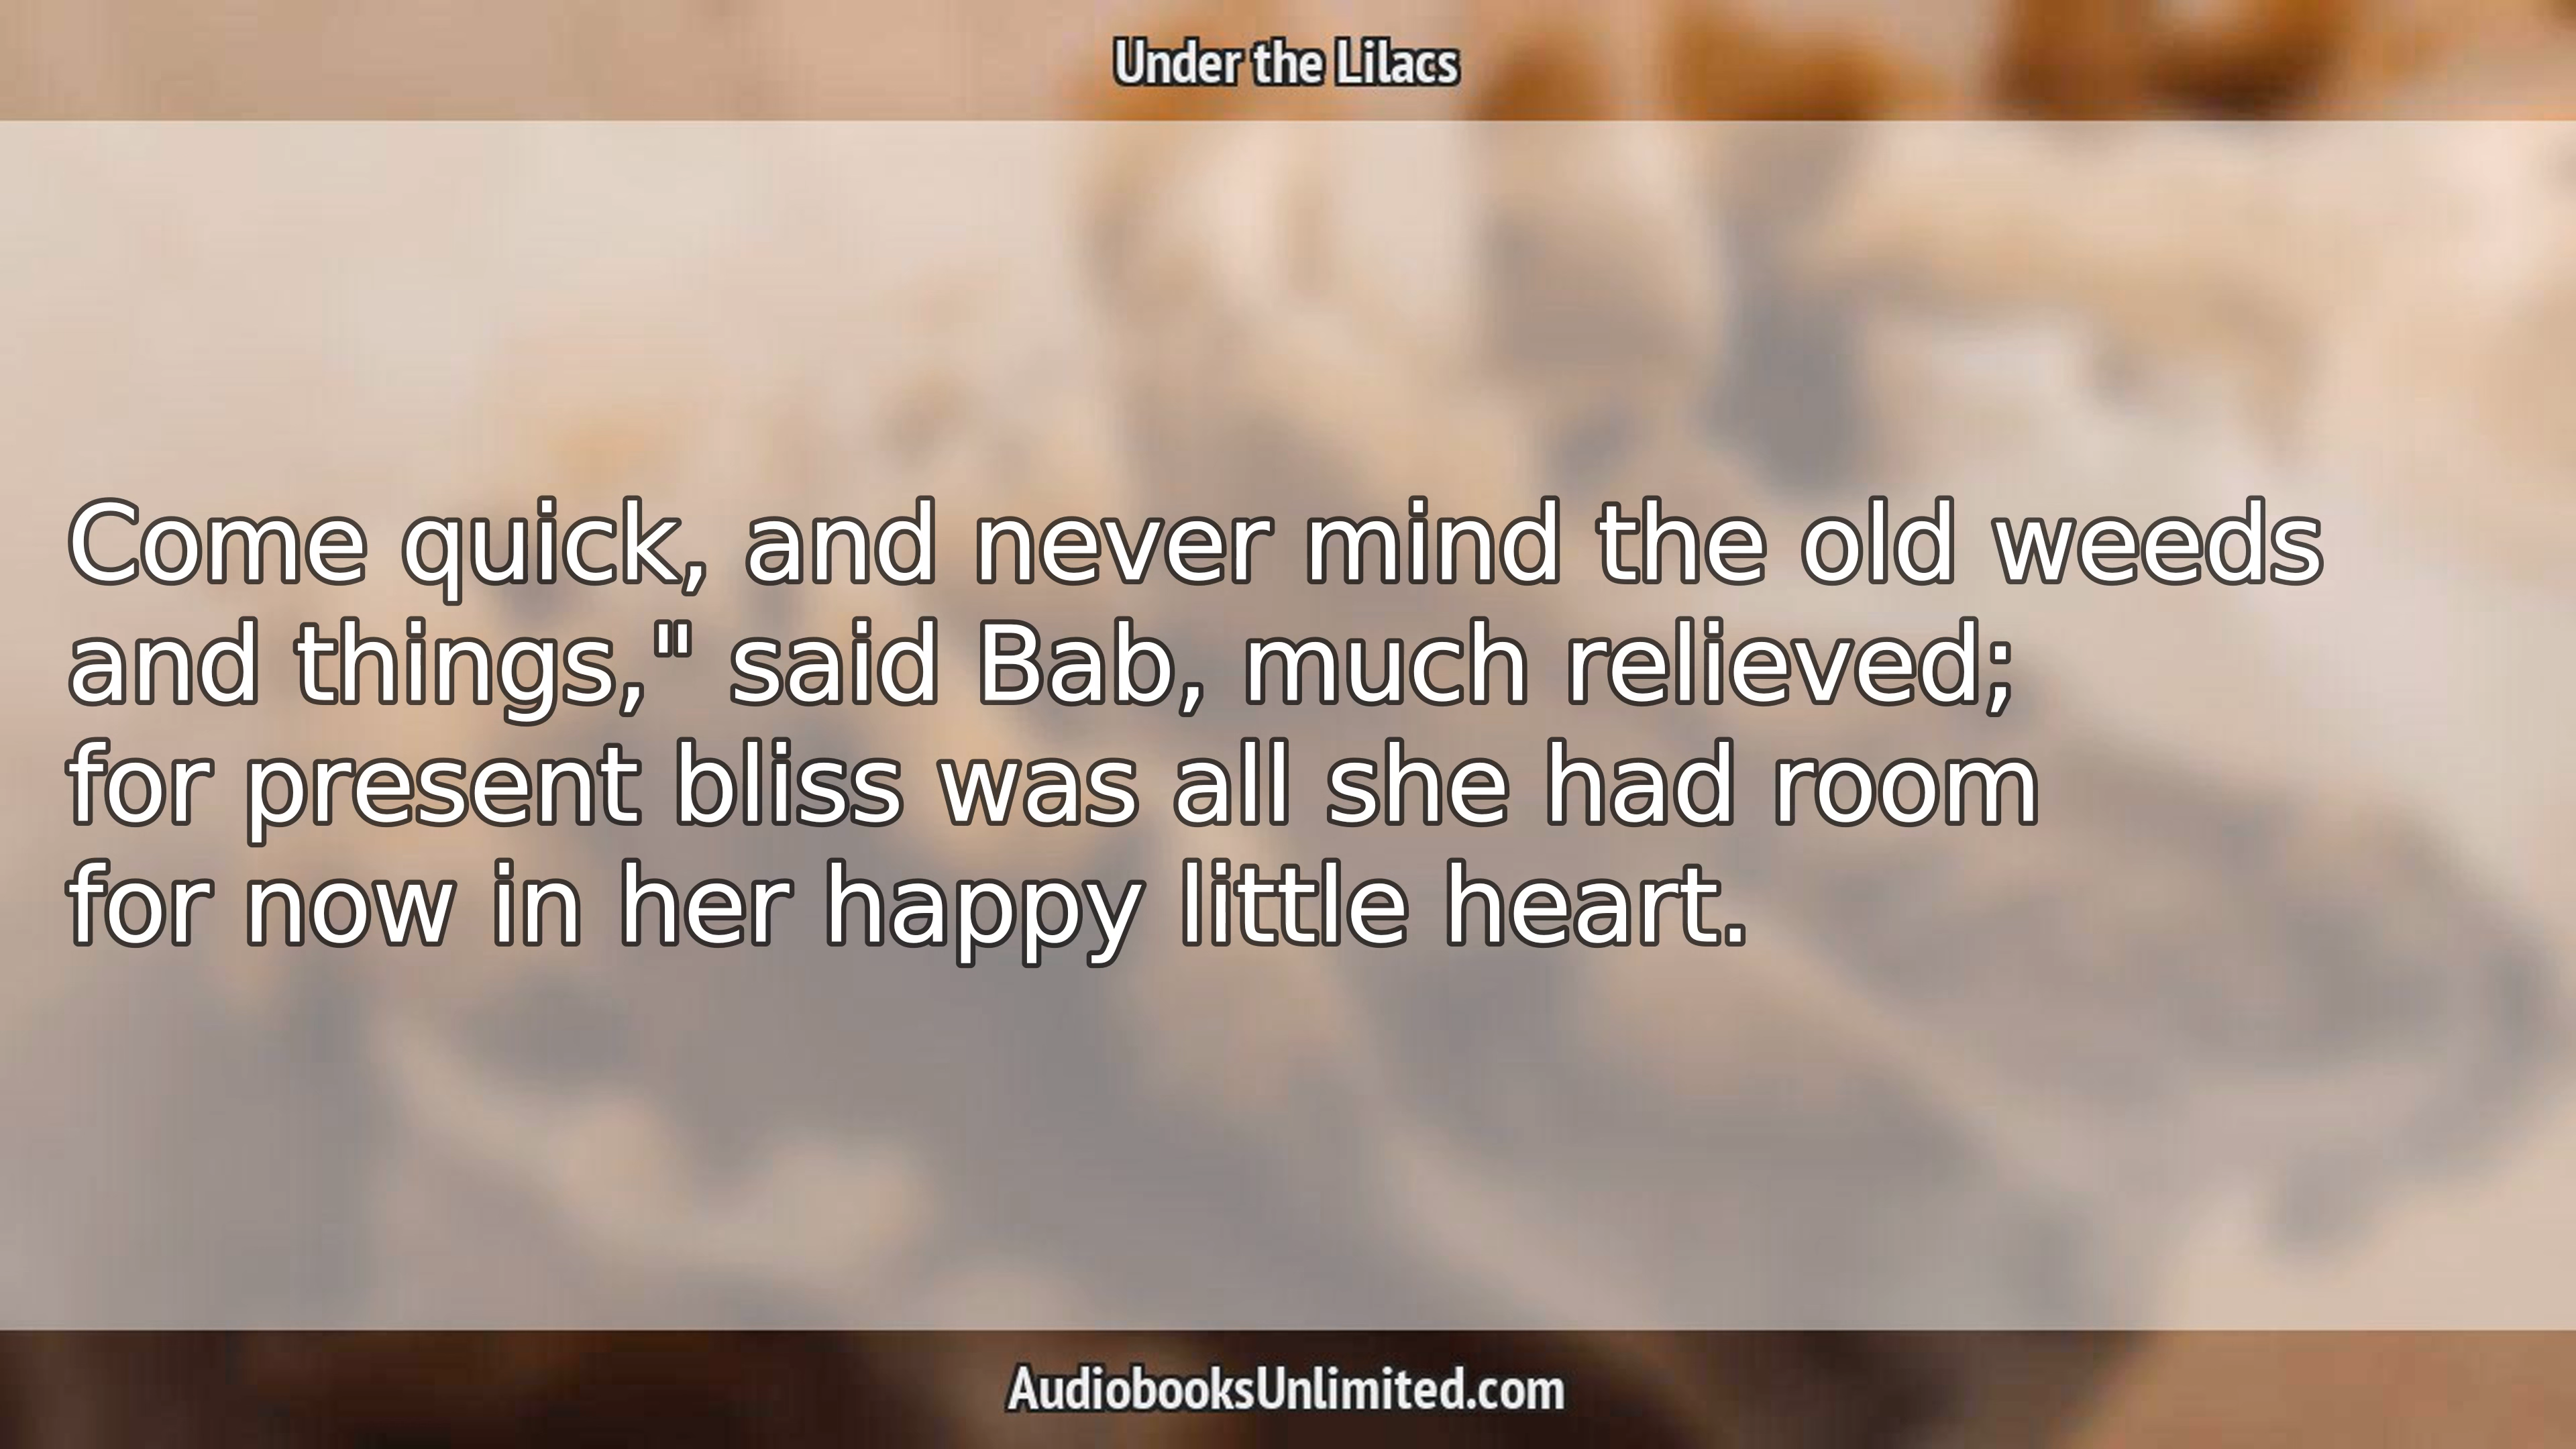 Under the Lilacs
Come quick, and never mind the old weeds
and things," said Bab, much relieved;
for present bliss was all she had room
for now in her happy little heart.
AudiobooksUnlimited.com